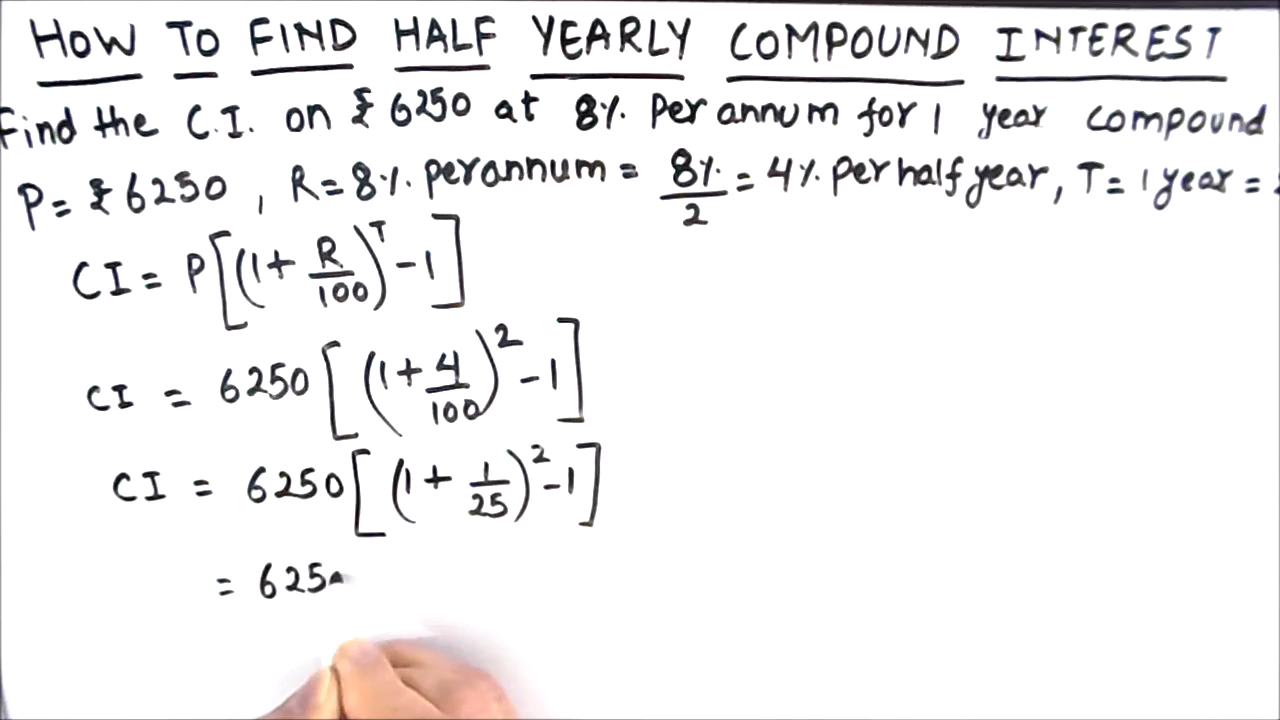 HOW TO FIND HALF YEARLY COMPOUND INTEREST
Find the C.I. on ₹ 6250 at 8% Per annum for 1 year compound
P = ₹ 6250 , R = 8% per annum = 8%/2 = 4% Per half year, T = 1 year =
CI = P[(1 + R/100)^T - 1]
CI = 6250 [(1 + 4/100)^2 - 1]
CI = 6250 [(1 + 1/25)^2 - 1]
= 625